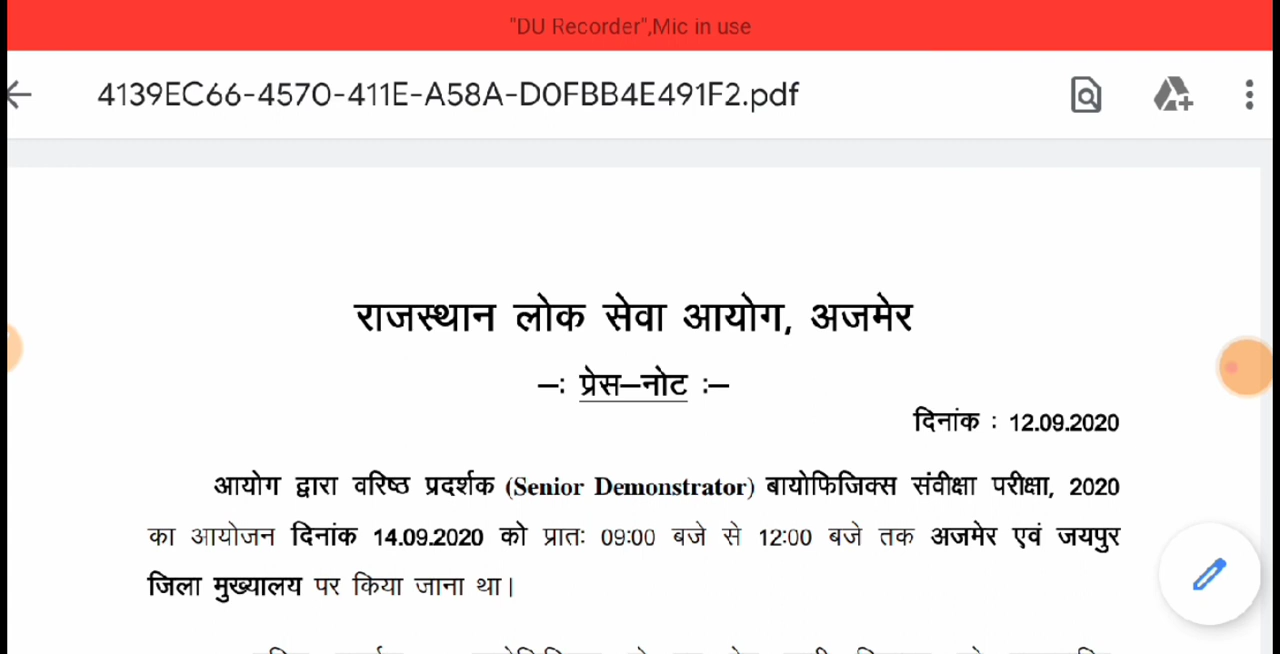 "DU Recorder",Mic in use
4139EC66-4570-411E-A58A-D0FBB4E491F2.pdf
राजस्थान लोक सेवा आयोग, अजमेर
–: प्रेस–नोट :–
दिनांक : 12.09.2020
आयोग द्वारा वरिष्ठ प्रदर्शक (Senior Demonstrator) बायोफिजिक्स संवीक्षा परीक्षा, 2020
का आयोजन दिनांक 14.09.2020 को प्रातः 09:00 बजे से 12:00 बजे तक अजमेर एवं जयपुर
जिला मुख्यालय पर किया जाना था।